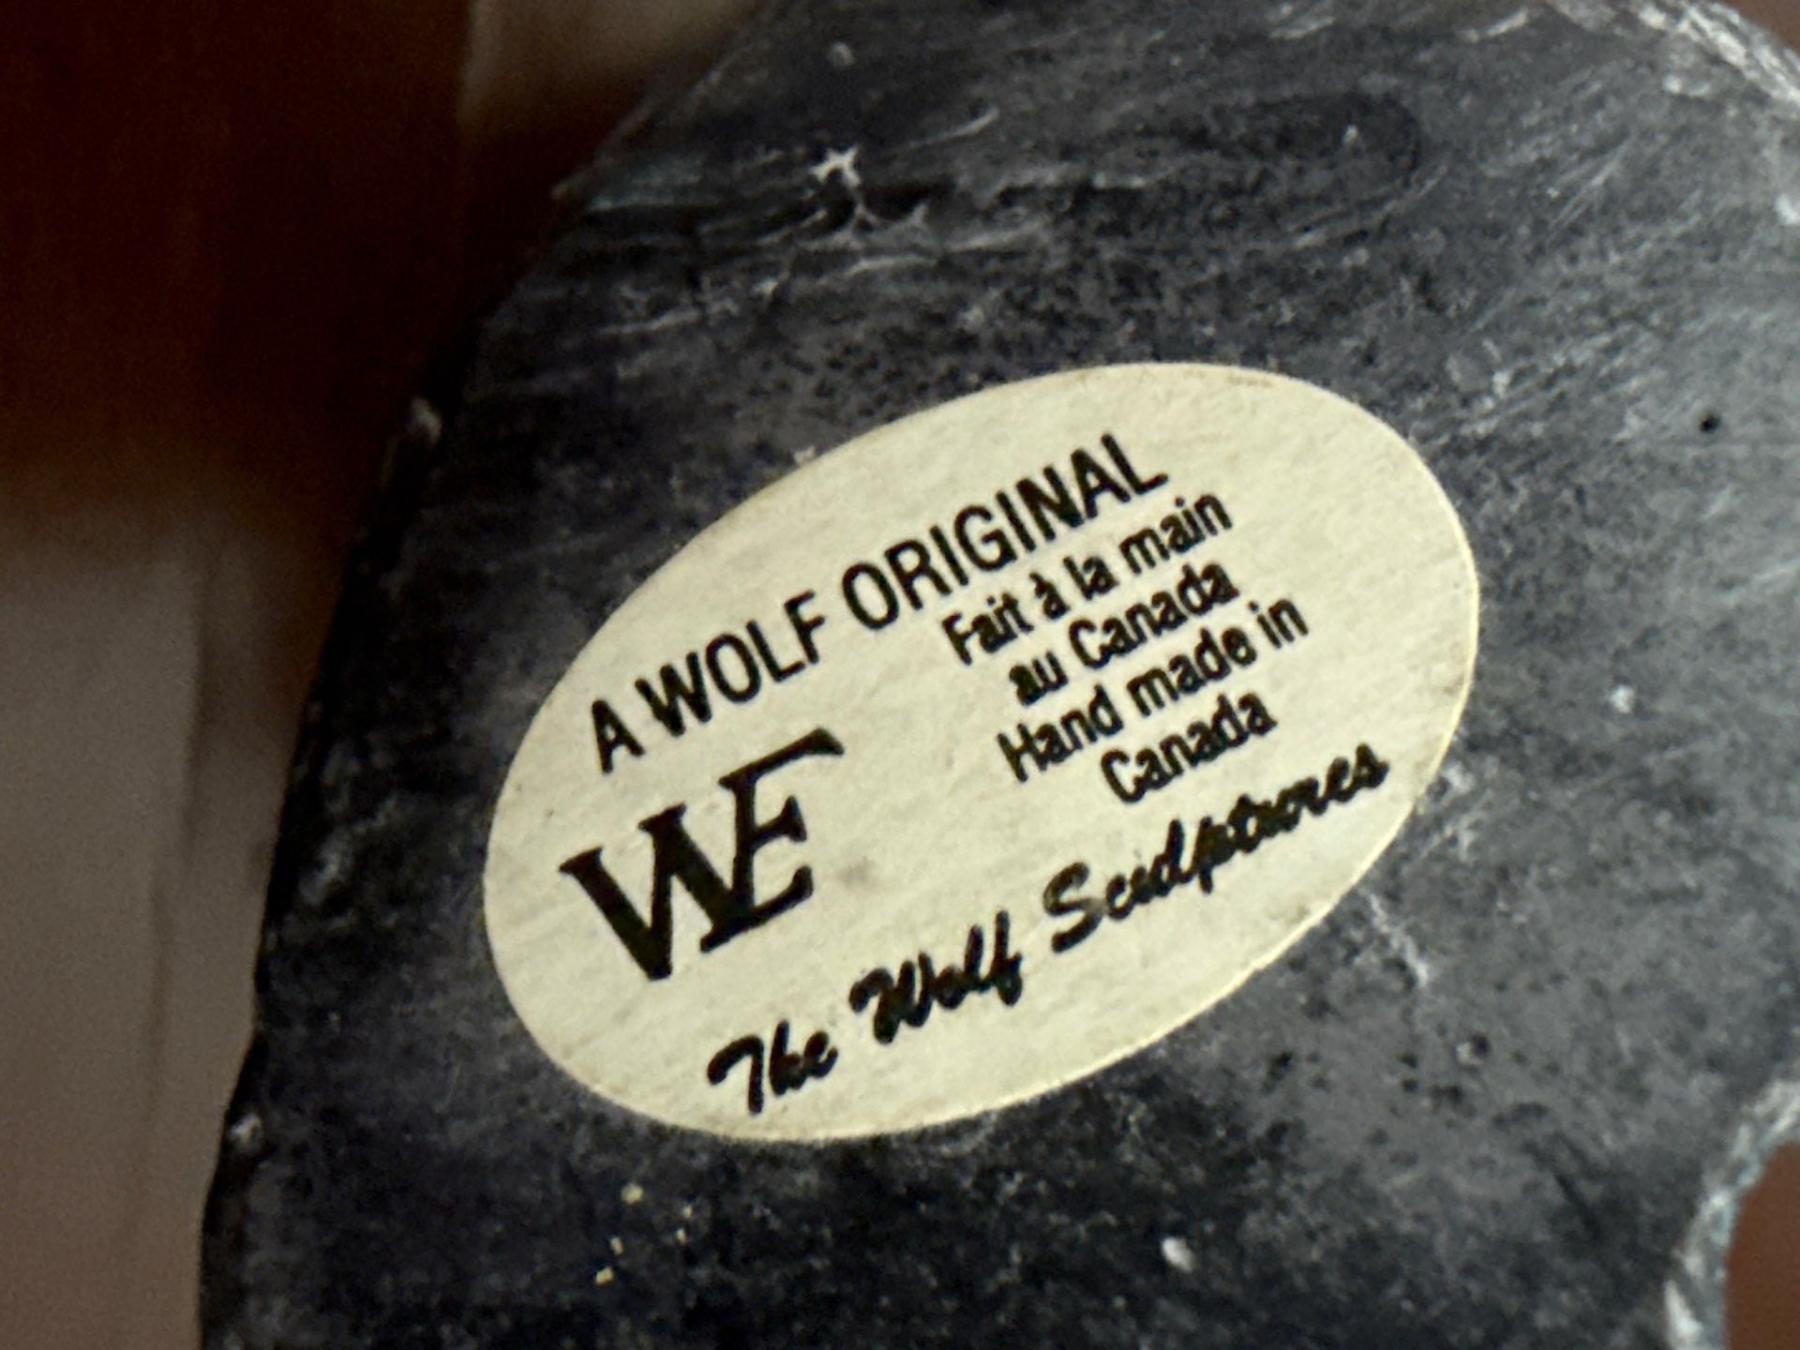 A WOLF ORIGINAL
Fait à la main
au Canada
Hand made in
Canada
WE
The Wolf Sculptures